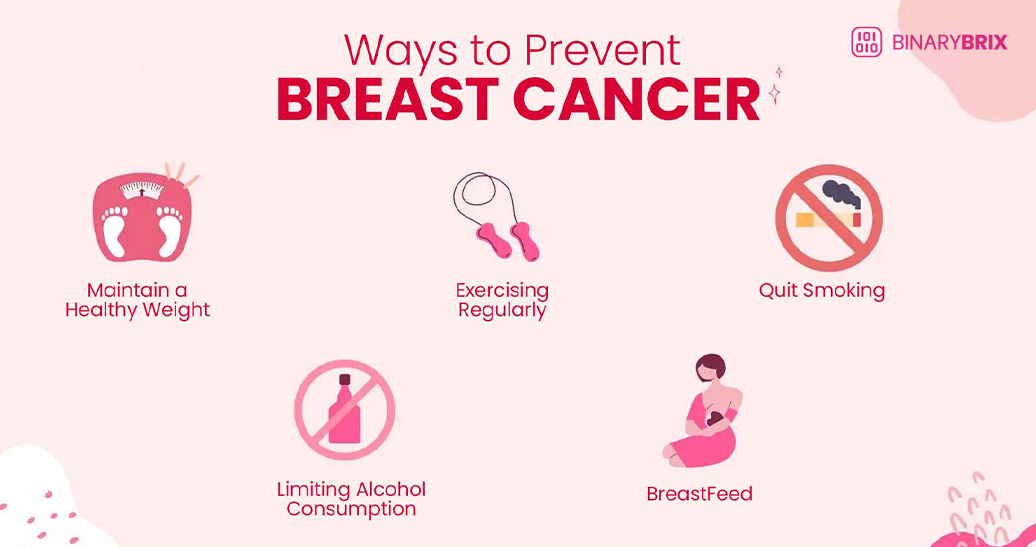 Ways to Prevent
BREAST CANCER
101
010
BINARYBRIX
Maintain a
Healthy Weight
Exercising
Regularly
Quit Smoking
Limiting Alcohol
Consumption
BreastFeed